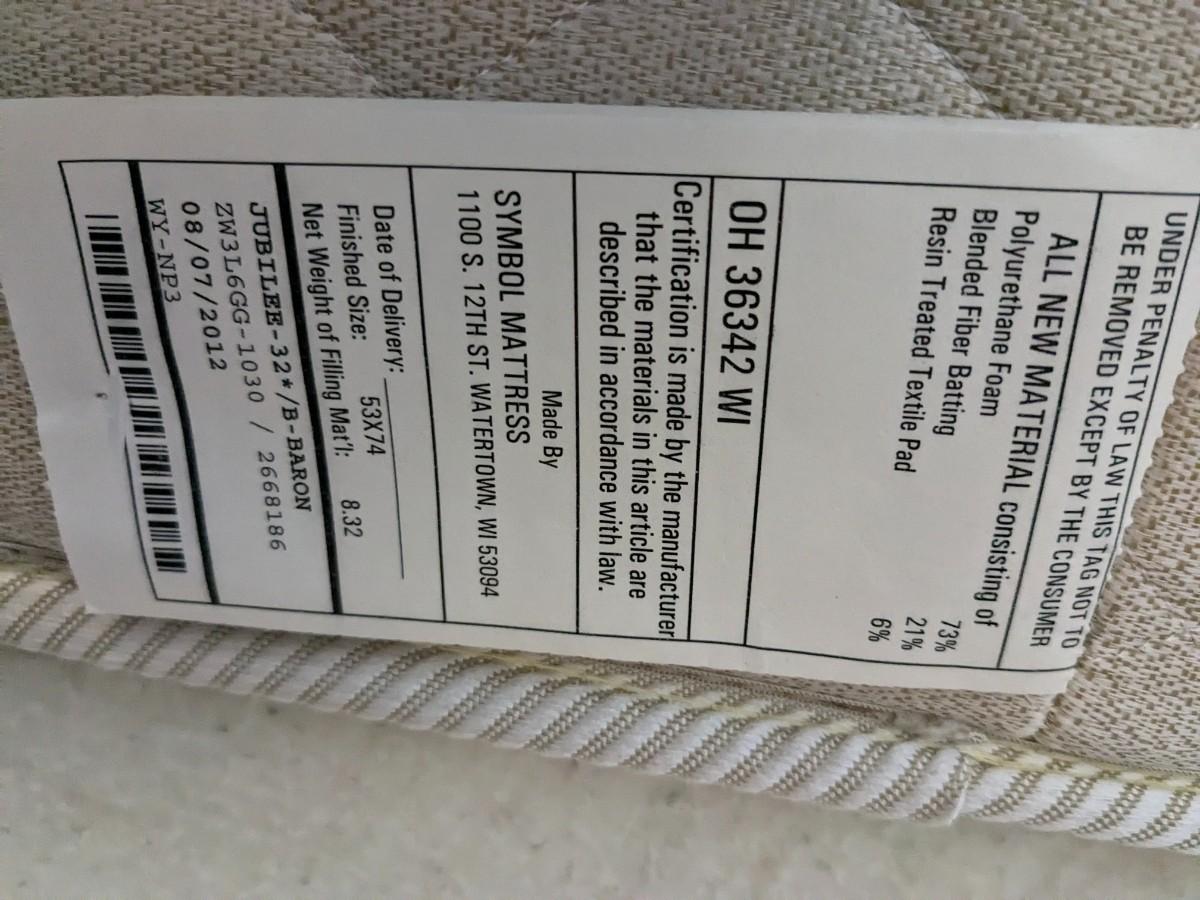 UNDER PENALTY OF LAW THIS TAG NOT TO
BE REMOVED EXCEPT BY THE CONSUMER
ALL NEW MATERIAL consisting of
Polyurethane Foam 73%
Blended Fiber Batting 21%
Resin Treated Textile Pad 6%
OH 36342 WI
Certification is made by the manufacturer
that the materials in this article are
described in accordance with law.
Made By
SYMBOL MATTRESS
1100 S. 12TH ST. WATERTOWN, WI 53094
Date of Delivery:
Finished Size: 53X74
Net Weight of Filling Mat'l: 8.32
JUBILEE-32*/B-BARON
ZW3L6GG-1030 / 2668186
08/07/2012
WY-NP3